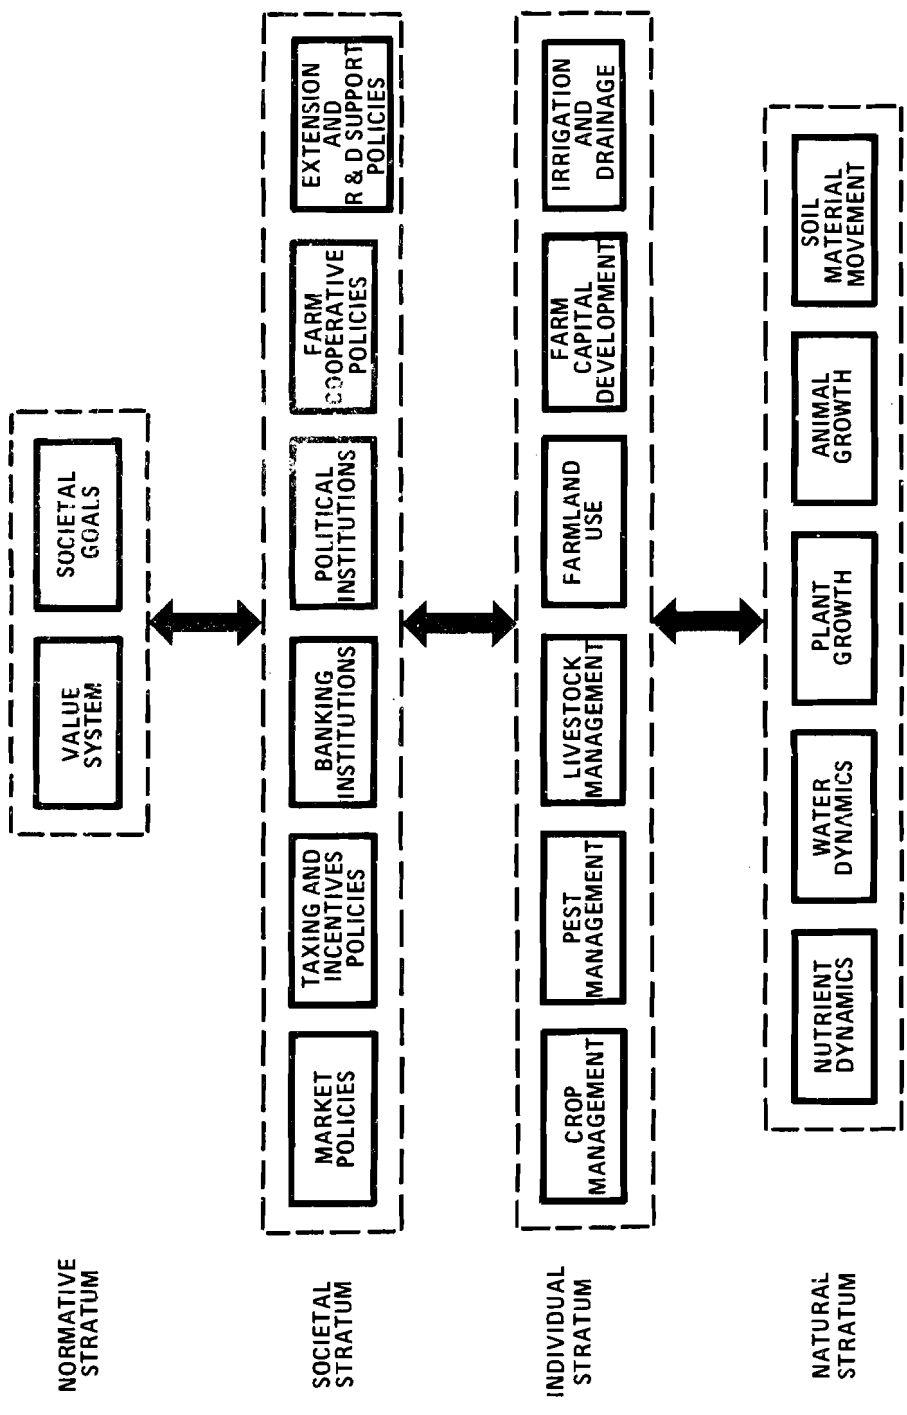 NORMATIVE
STRATUM
VALUE
SYSTEM
SOCIETAL
GOALS
SOCIETAL
STRATUM
MARKET
POLICIES
TAXING AND
INCENTIVES
POLICIES
BANKING
INSTITUTIONS
POLITICAL
INSTITUTIONS
FARM
COOPERATIVE
POLICIES
EXTENSION
AND
R & D SUPPORT
POLICIES
INDIVIDUAL
STRATUM
CROP
MANAGEMENT
PEST
MANAGEMENT
LIVESTOCK
MANAGEMENT
FARMLAND
USE
FARM
CAPITAL
DEVELOPMENT
IRRIGATION
AND
DRAINAGE
NATURAL
STRATUM
NUTRIENT
DYNAMICS
WATER
DYNAMICS
PLANT
GROWTH
ANIMAL
GROWTH
SOIL
MATERIAL
MOVEMENT